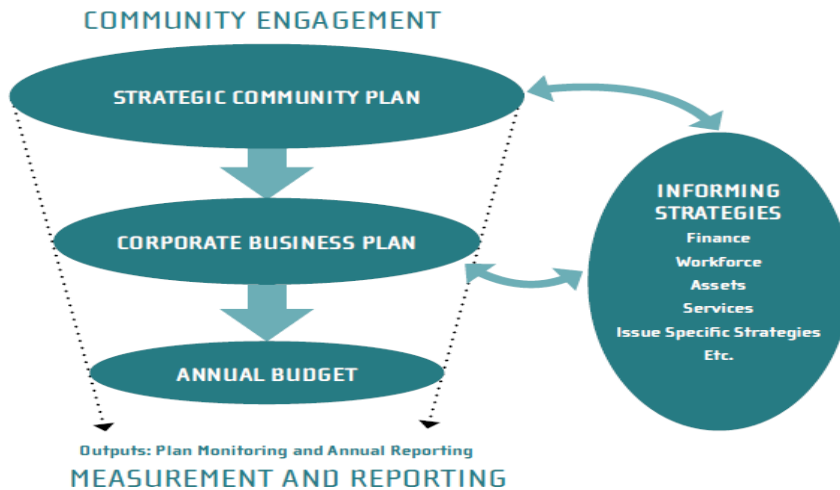 COMMUNITY ENGAGEMENT
STRATEGIC COMMUNITY PLAN
CORPORATE BUSINESS PLAN
ANNUAL BUDGET
Outputs: Plan Monitoring and Annual Reporting
MEASUREMENT AND REPORTING
INFORMING
STRATEGIES
Finance
Workforce
Assets
Services
Issue Specific Strategies
Etc.